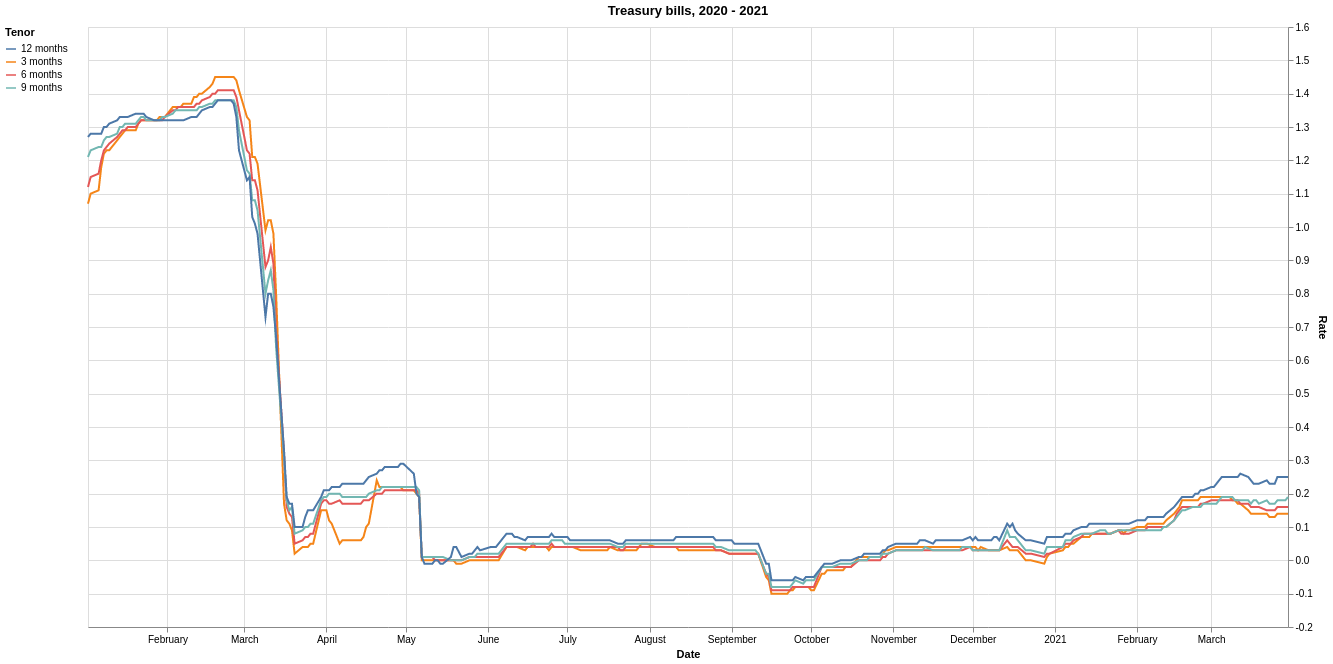 Treasury bills, 2020 - 2021
Tenor
12 months
3 months
6 months
9 months
1.6
1.5
1.4
1.3
1.2
1.1
1.0
0.9
0.8
0.7
0.6
0.5
0.4
0.3
0.2
0.1
0.0
-0.1
-0.2
Rate
February March April May June July August September October November December 2021 February March
Date